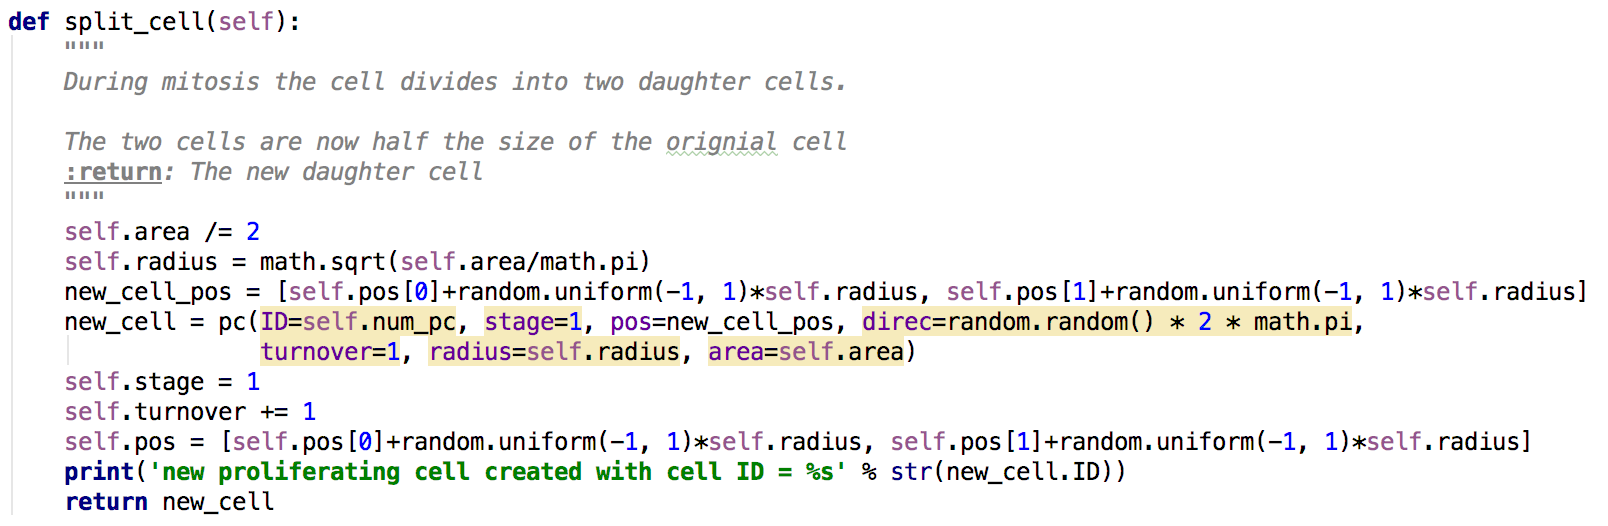 def split_cell(self):
    """
    During mitosis the cell divides into two daughter cells.

    The two cells are now half the size of the orignial cell
    :return: The new daughter cell
    """
    self.area /= 2
    self.radius = math.sqrt(self.area/math.pi)
    new_cell_pos = [self.pos[0]+random.uniform(-1, 1)*self.radius, self.pos[1]+random.uniform(-1, 1)*self.radius]
    new_cell = pc(ID=self.num_pc, stage=1, pos=new_cell_pos, direc=random.random() * 2 * math.pi,
                  turnover=1, radius=self.radius, area=self.area)
    self.stage = 1
    self.turnover += 1
    self.pos = [self.pos[0]+random.uniform(-1, 1)*self.radius, self.pos[1]+random.uniform(-1, 1)*self.radius]
    print('new proliferating cell created with cell ID = %s' % str(new_cell.ID))
    return new_cell